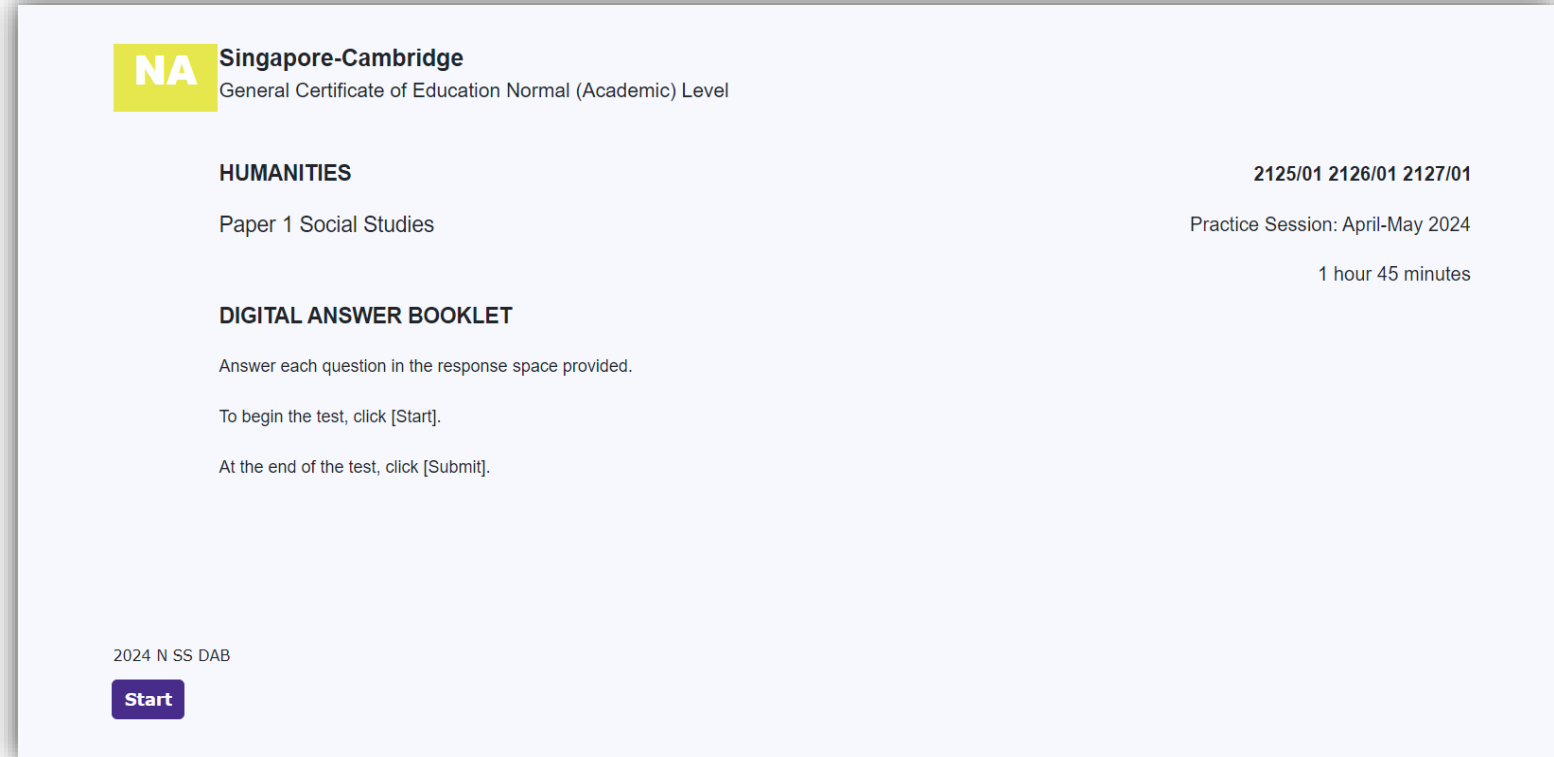 NA
Singapore-Cambridge
General Certificate of Education Normal (Academic) Level
HUMANITIES
2125/01 2126/01 2127/01
Paper 1 Social Studies
Practice Session: April-May 2024
1 hour 45 minutes
DIGITAL ANSWER BOOKLET
Answer each question in the response space provided.
To begin the test, click [Start].
At the end of the test, click [Submit].
2024 N SS DAB
Start